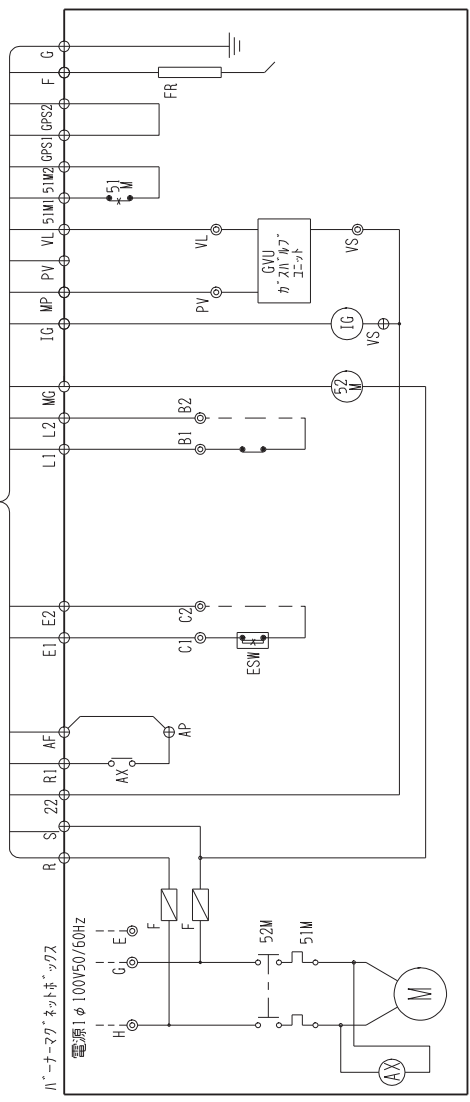 バーナーマグネットボックス
電源1φ100V50/60Hz
R
S
22
R1
AF
E1
E2
L1
L2
MG
IG
MP
PV
VL
51M1
51M2
GPS1
GPS2
F
G
H
G
E
F
F
AX
AP
C1
C2
ESW
B1
B2
52
M
IG
VS
PV
VL
GVU
ガスバルブ
ユニット
VS
51
M
FR
52M
51M
AX
M